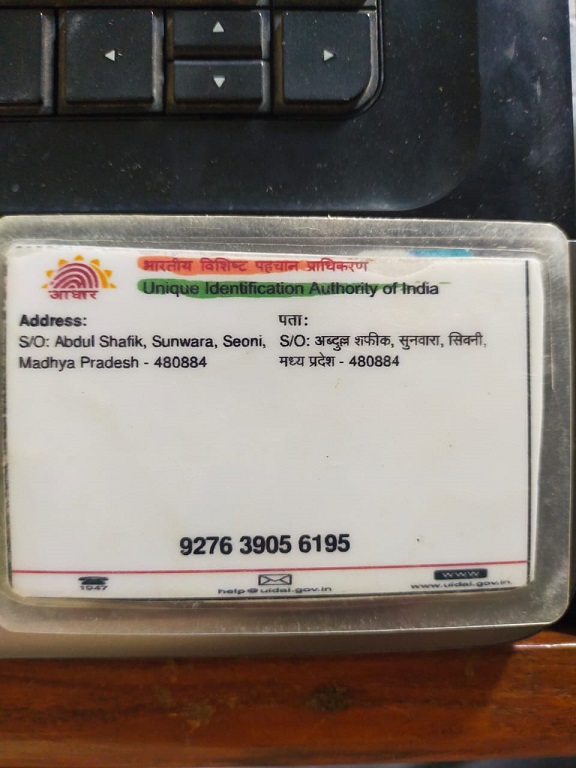 भारतीय विशिष्ट पहचान प्राधिकरण
Unique Identification Authority of India
आधार
Address:
S/O: Abdul Shafik, Sunwara, Seoni,
Madhya Pradesh - 480884
पता:
S/O: अब्दुल शफीक, सुनवारा, सिवनी,
मध्य प्रदेश - 480884
9276 3905 6195
1947
help@uidai.gov.in
www
www.uidai.gov.in